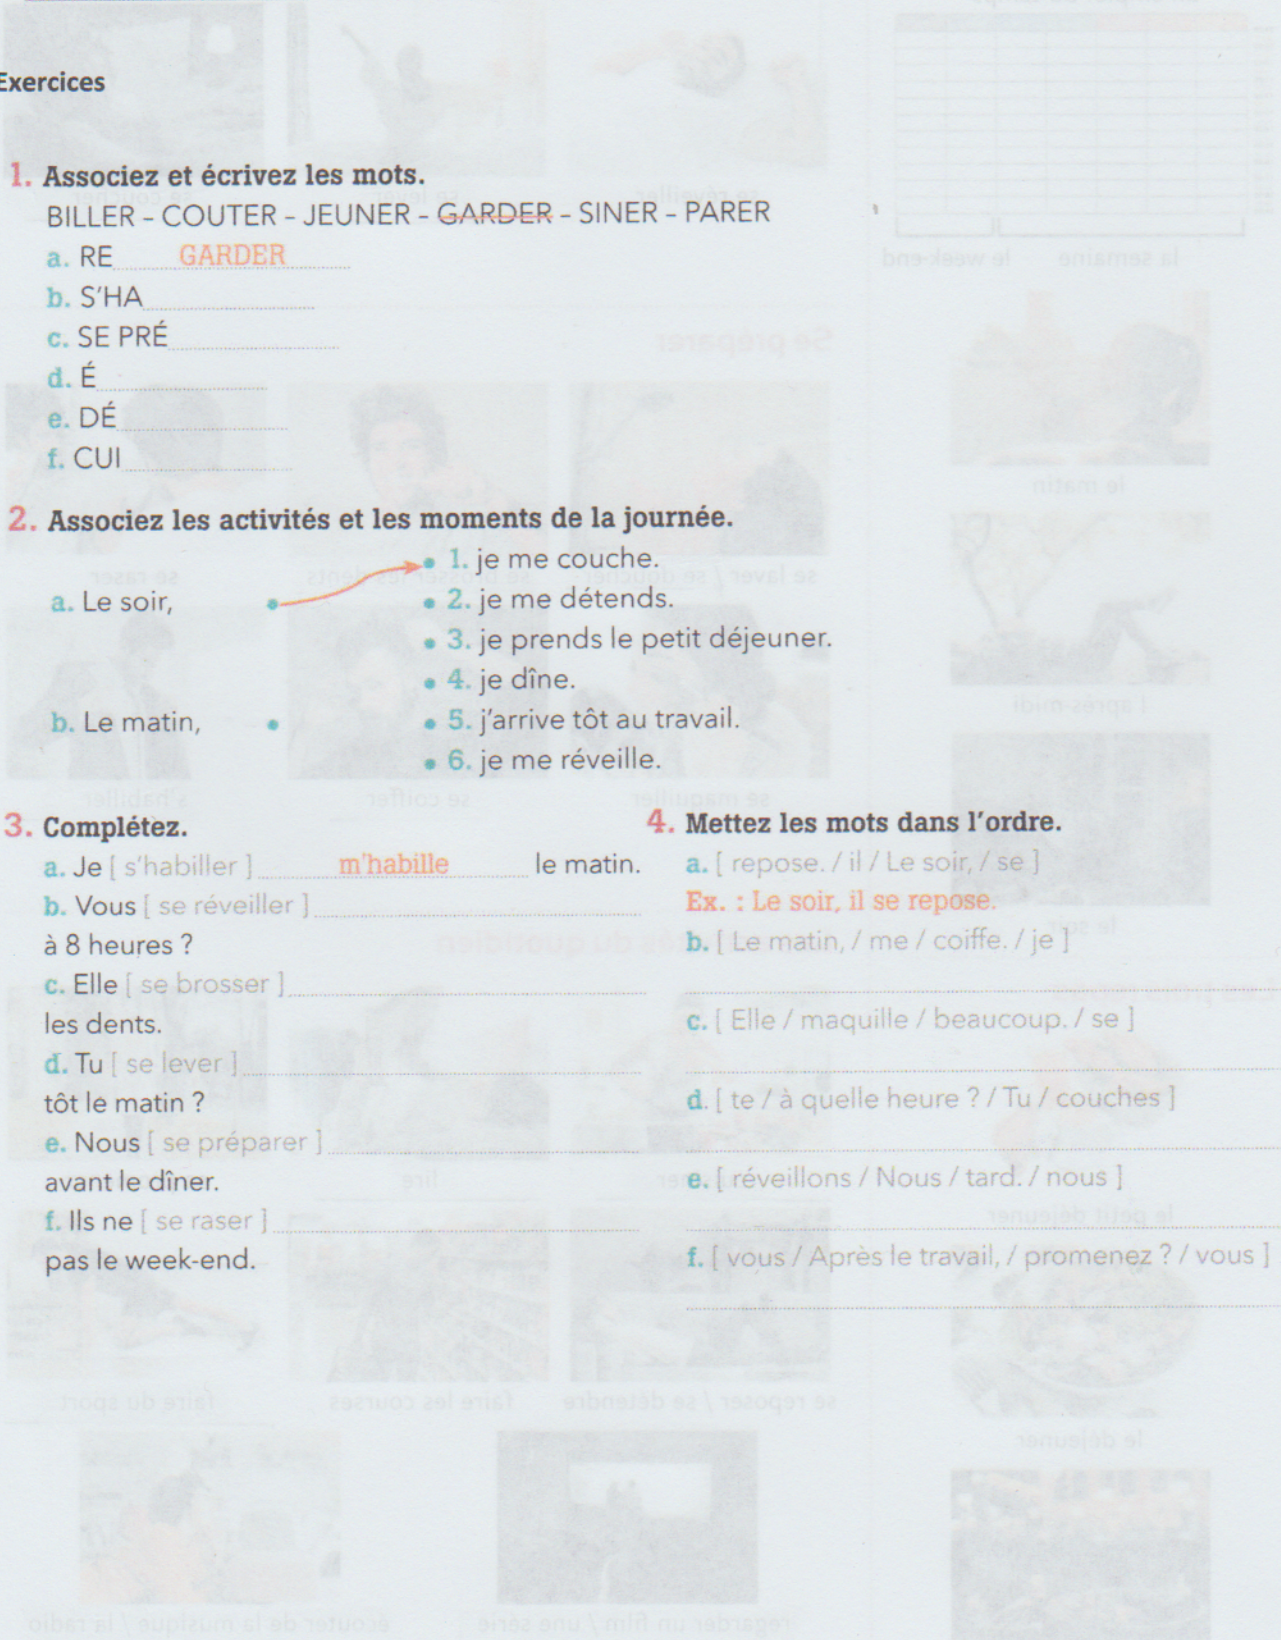 Exercices
1. Associez et écrivez les mots.
BILLER – COUTER – JEUNER – GARDER – SINER – PARER
a. RE GARDER
b. S'HA
c. SE PRÉ
d. É
e. DÉ
f. CUI
2. Associez les activités et les moments de la journée.
1. je me couche.
a. Le soir,
2. je me détends.
3. je prends le petit déjeuner.
4. je dîne.
b. Le matin,
5. j'arrive tôt au travail.
6. je me réveille.
3. Complétez.
a. Je [ s'habiller ] m'habille le matin.
b. Vous [ se réveiller ]
à 8 heures ?
c. Elle [ se brosser ]
les dents.
d. Tu [ se lever ]
tôt le matin ?
e. Nous [ se préparer ]
avant le dîner.
f. Ils ne [ se raser ]
pas le week-end.
4. Mettez les mots dans l'ordre.
a. [ repose. / il / Le soir, / se ]
Ex. : Le soir, il se repose.
b. [ Le matin, / me / coiffe. / je ]
c. [ Elle / maquille / beaucoup. / se ]
d. [ te / à quelle heure ? / Tu / couches ]
e. [ réveillons / Nous / tard. / nous ]
f. [ vous / Après le travail, / promenez ? / vous ]